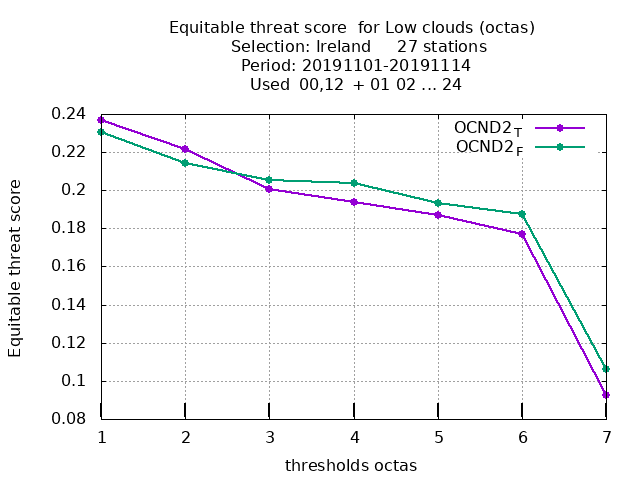 Equitable threat score  for Low clouds (octas)
Selection: Ireland     27 stations
Period: 20191101-20191114
Used  00,12  + 01 02 ... 24
OCND2T
OCND2F
0.24
0.22
0.2
0.18
0.16
0.14
0.12
0.1
0.08
Equitable threat score
1 2 3 4 5 6 7
thresholds octas